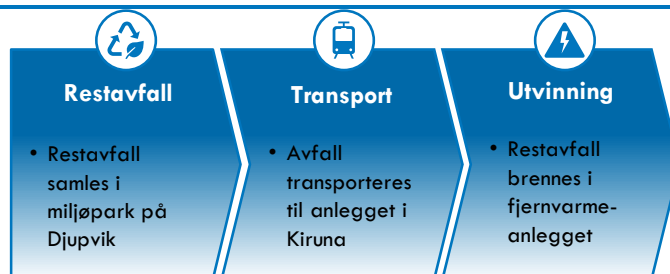 Restavfall
• Restavfall
samles i
miljøpark på
Djupvik
Transport
• Avfall
transporteres
til anlegget i
Kiruna
Utvinning
• Restavfall
brennes i
fjernvarme-
anlegget